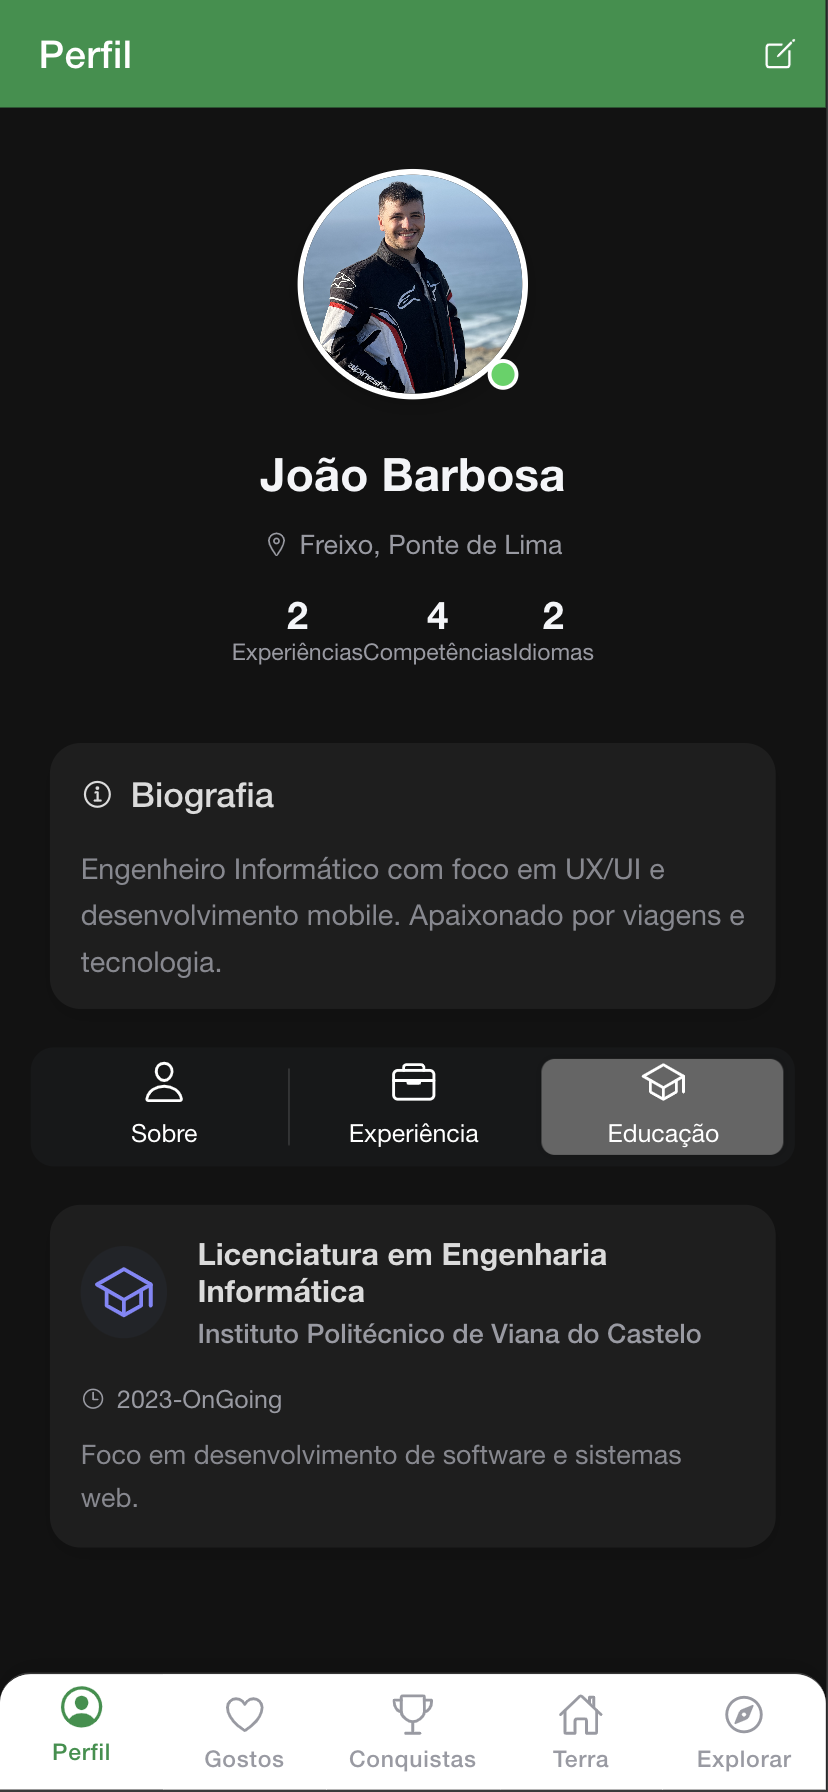 Perfil
alpinestars
João Barbosa
Freixo, Ponte de Lima
2 4 2
Experiências Competências Idiomas
Biografia
Engenheiro Informático com foco em UX/UI e
desenvolvimento mobile. Apaixonado por viagens e
tecnologia.
Sobre Experiência Educação
Licenciatura em Engenharia
Informática
Instituto Politécnico de Viana do Castelo
2023-OnGoing
Foco em desenvolvimento de software e sistemas
web.
Perfil Gostos Conquistas Terra Explorar